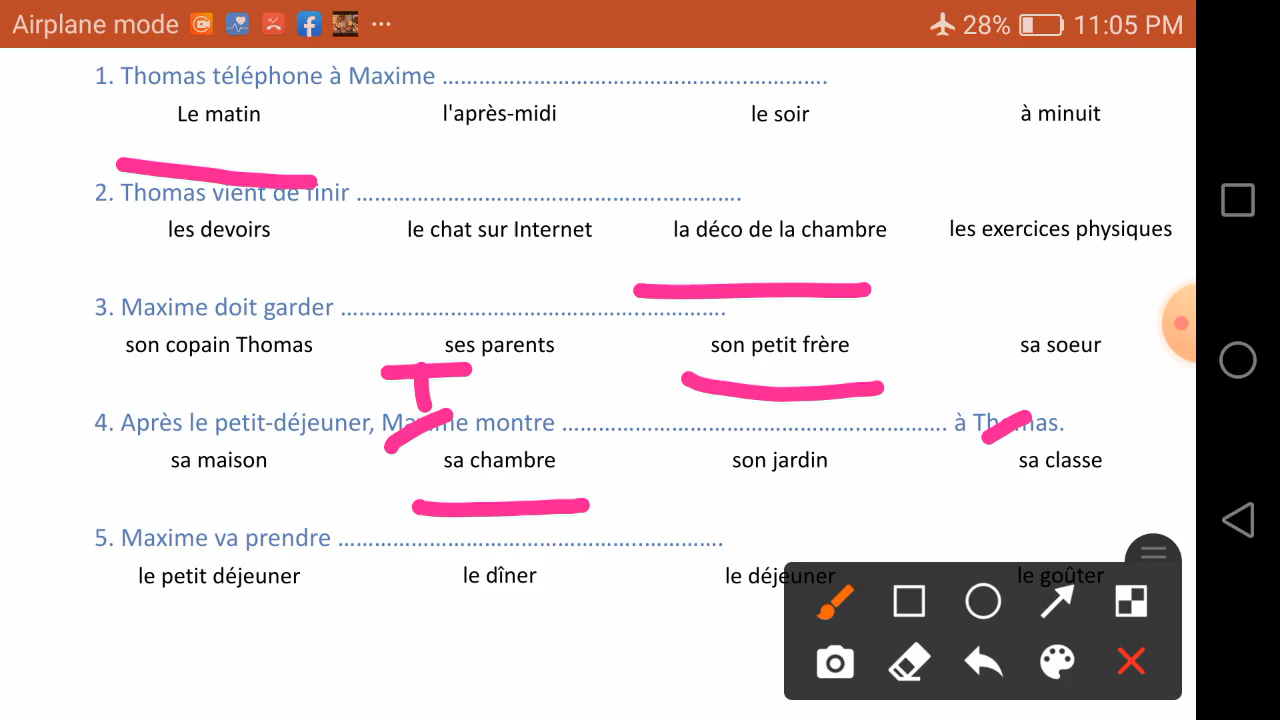 Airplane mode ... 28% 11:05 PM
1. Thomas téléphone à Maxime ………………………………………..………….
Le matin l'après-midi le soir à minuit
2. Thomas vient de finir ………………………………………..………….
les devoirs le chat sur Internet la déco de la chambre les exercices physiques
3. Maxime doit garder ………………………………………..………….
son copain Thomas ses parents son petit frère sa soeur
T
4. Après le petit-déjeuner, Maxime montre ………………………………………..…………. à Thomas.
sa maison sa chambre son jardin sa classe
5. Maxime va prendre ………………………………………..………….
le petit déjeuner le dîner le déjeuner le goûter